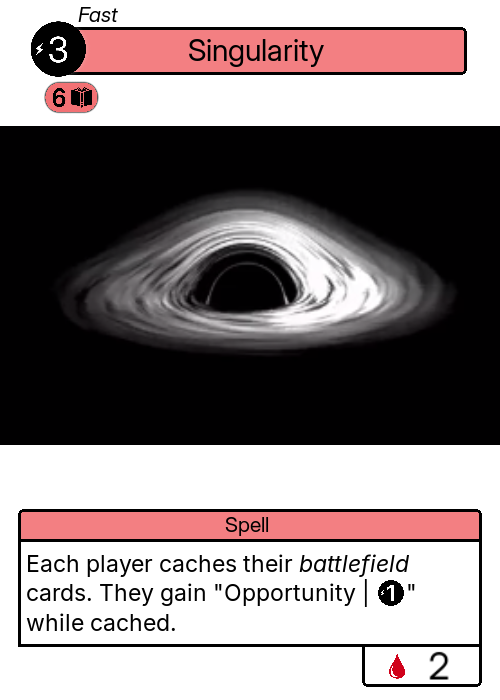 Fast
3
Singularity
6
Spell
Each player caches their battlefield
cards. They gain "Opportunity | 1"
while cached.
2